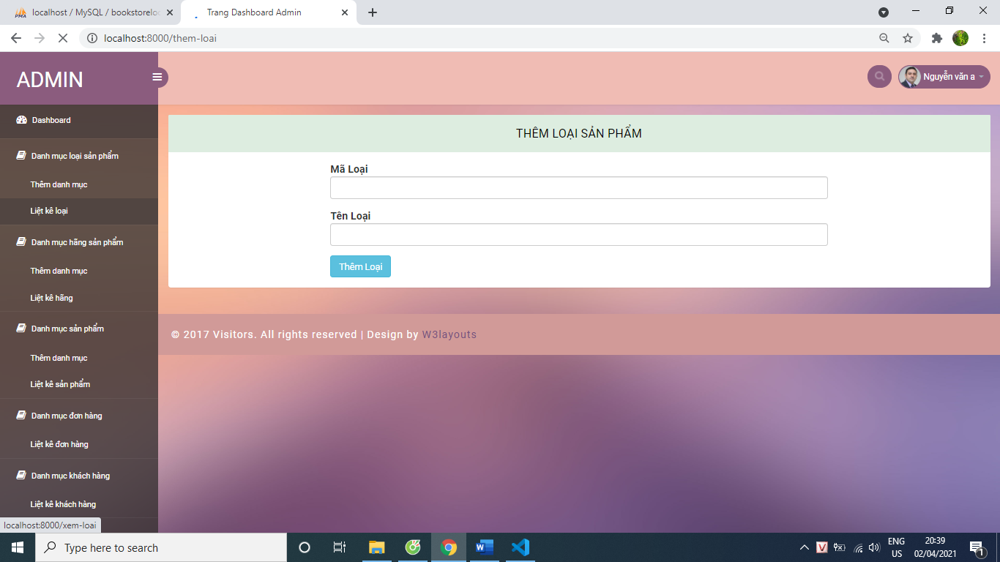 localhost / MySQL / bookstoreloc
Trang Dashboard Admin
localhost:8000/them-loai
ADMIN
Nguyễn văn a
Dashboard
Danh mục loại sản phẩm
Thêm danh mục
Liệt kê loại
Danh mục hãng sản phẩm
Thêm danh mục
Liệt kê hãng
Danh mục sản phẩm
Thêm danh mục
Liệt kê sản phẩm
Danh mục đơn hàng
Liệt kê đơn hàng
Danh mục khách hàng
Liệt kê khách hàng
THÊM LOẠI SẢN PHẨM
Mã Loại
Tên Loại
Thêm Loại
© 2017 Visitors. All rights reserved | Design by W3layouts
localhost:8000/xem-loai
Type here to search
ENG
US
20:39
02/04/2021
1